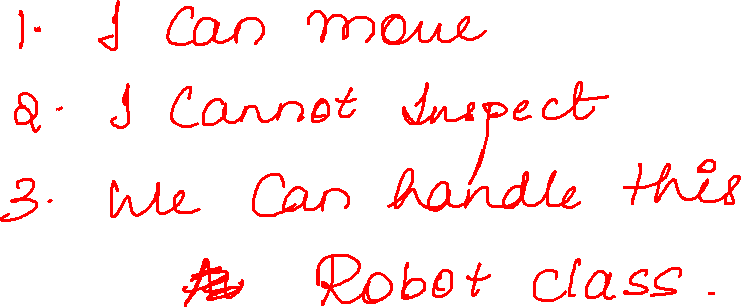 1. I can move
2. I cannot Inspect
3. We can handle this
Robot class.